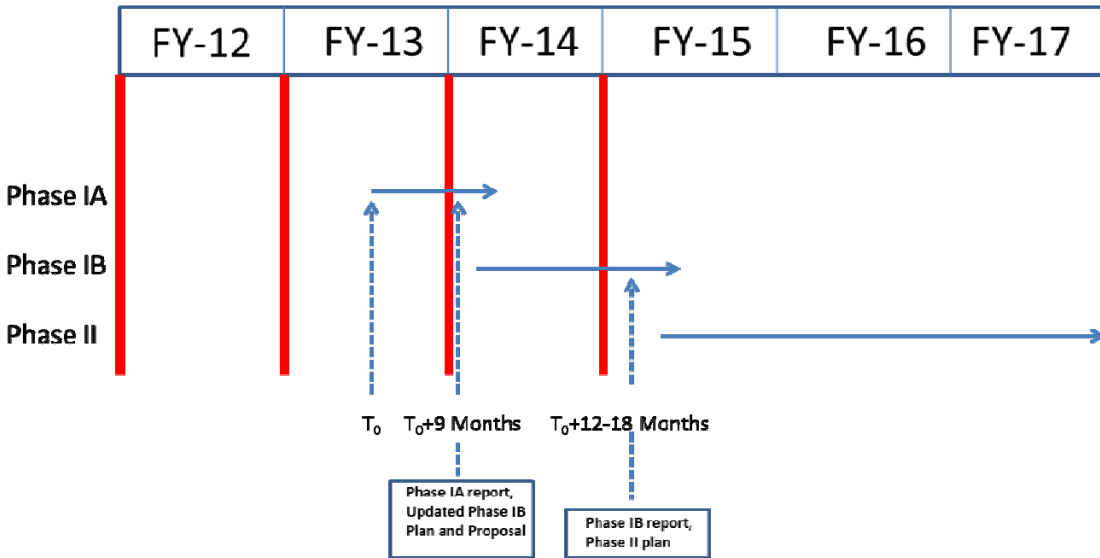 FY-12 FY-13 FY-14 FY-15 FY-16 FY-17
Phase IA
Phase IB
Phase II
T₀ T₀+9 Months T₀+12-18 Months
Phase IA report,
Updated Phase IB
Plan and Proposal
Phase IB report,
Phase II plan